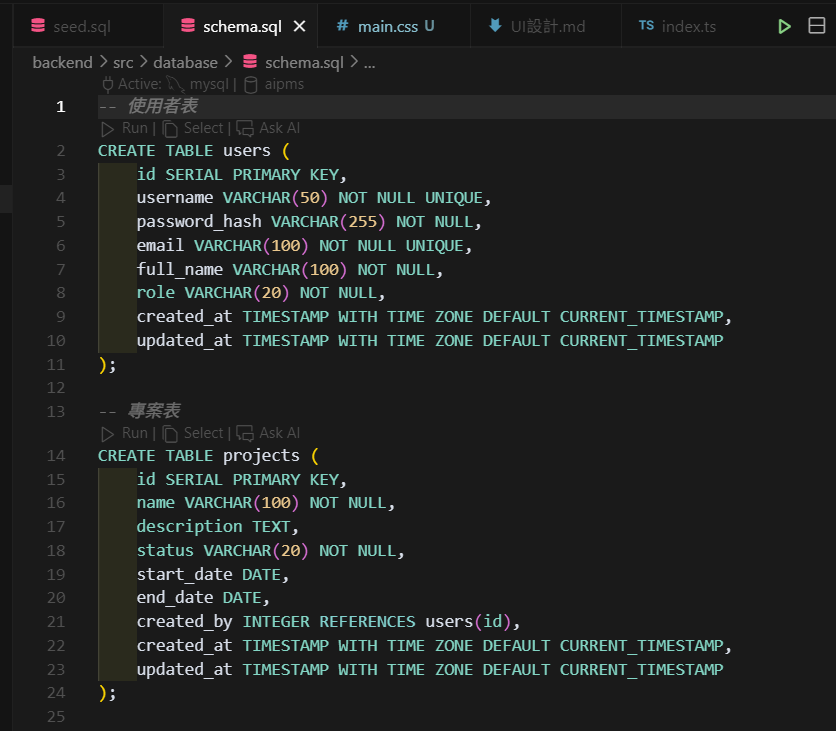 seed.sql schema.sql main.css U UI設計.md TS index.ts
backend > src > database > schema.sql > ...
Active: mysql | aipms
1 -- 使用者表
Run | Select | Ask AI
2 CREATE TABLE users (
3 id SERIAL PRIMARY KEY,
4 username VARCHAR(50) NOT NULL UNIQUE,
5 password_hash VARCHAR(255) NOT NULL,
6 email VARCHAR(100) NOT NULL UNIQUE,
7 full_name VARCHAR(100) NOT NULL,
8 role VARCHAR(20) NOT NULL,
9 created_at TIMESTAMP WITH TIME ZONE DEFAULT CURRENT_TIMESTAMP,
10 updated_at TIMESTAMP WITH TIME ZONE DEFAULT CURRENT_TIMESTAMP
11 );
12
13 -- 專案表
Run | Select | Ask AI
14 CREATE TABLE projects (
15 id SERIAL PRIMARY KEY,
16 name VARCHAR(100) NOT NULL,
17 description TEXT,
18 status VARCHAR(20) NOT NULL,
19 start_date DATE,
20 end_date DATE,
21 created_by INTEGER REFERENCES users(id),
22 created_at TIMESTAMP WITH TIME ZONE DEFAULT CURRENT_TIMESTAMP,
23 updated_at TIMESTAMP WITH TIME ZONE DEFAULT CURRENT_TIMESTAMP
24 );
25